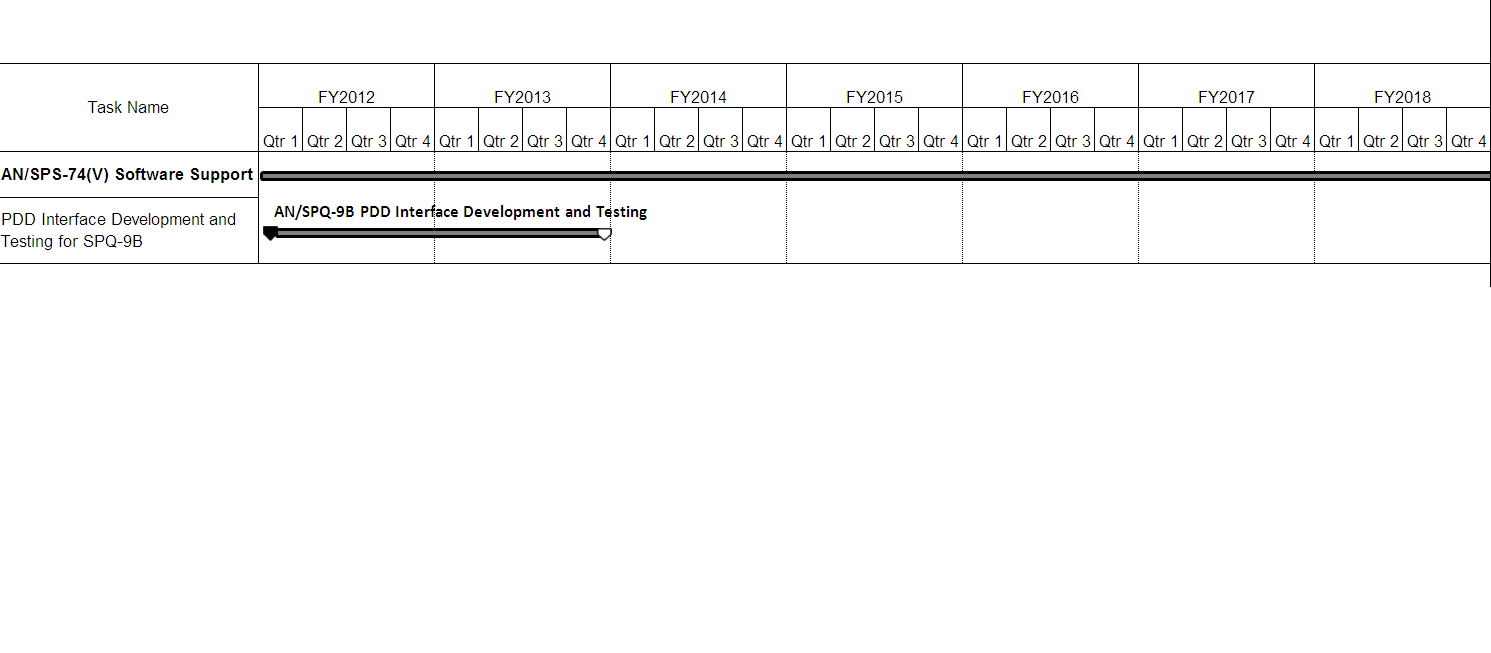 Task Name
FY2012 FY2013 FY2014 FY2015 FY2016 FY2017 FY2018
Qtr 1 Qtr 2 Qtr 3 Qtr 4 Qtr 1 Qtr 2 Qtr 3 Qtr 4 Qtr 1 Qtr 2 Qtr 3 Qtr 4 Qtr 1 Qtr 2 Qtr 3 Qtr 4 Qtr 1 Qtr 2 Qtr 3 Qtr 4 Qtr 1 Qtr 2 Qtr 3 Qtr 4 Qtr 1 Qtr 2 Qtr 3 Qtr 4
AN/SPS-74(V) Software Support
PDD Interface Development and
Testing for SPQ-9B
AN/SPQ-9B PDD Interface Development and Testing